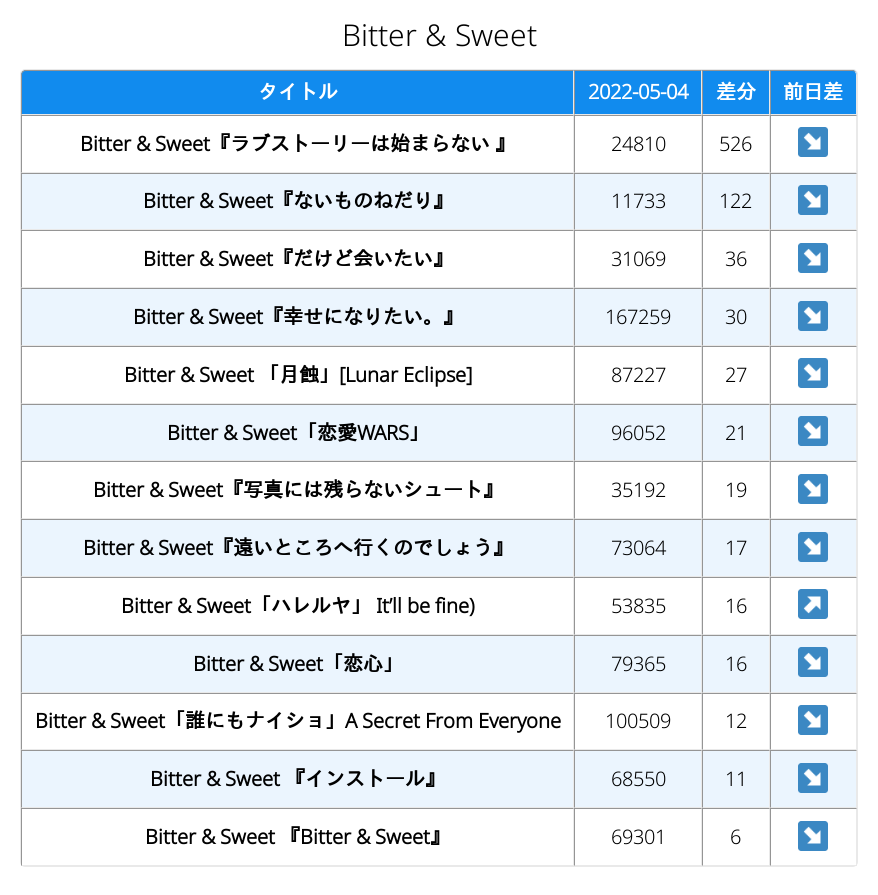 Bitter & Sweet
タイトル 2022-05-04 差分 前日差
Bitter & Sweet『ラブストーリーは始まらない 』 24810 526 ↘
Bitter & Sweet『ないものねだり』 11733 122 ↘
Bitter & Sweet『だけど会いたい』 31069 36 ↘
Bitter & Sweet『幸せになりたい。』 167259 30 ↘
Bitter & Sweet 「月蝕」[Lunar Eclipse] 87227 27 ↘
Bitter & Sweet「恋愛WARS」 96052 21 ↘
Bitter & Sweet『写真には残らないシュート』 35192 19 ↘
Bitter & Sweet『遠いところへ行くのでしょう』 73064 17 ↘
Bitter & Sweet「ハレルヤ」 It’ll be fine) 53835 16 ↗
Bitter & Sweet「恋心」 79365 16 ↘
Bitter & Sweet「誰にもナイショ」A Secret From Everyone 100509 12 ↘
Bitter & Sweet 『インストール』 68550 11 ↘
Bitter & Sweet 『Bitter & Sweet』 69301 6 ↘